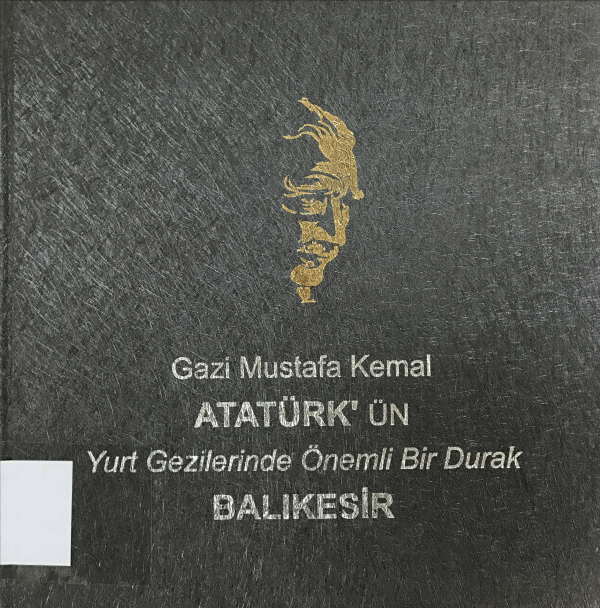 Gazi Mustafa Kemal
ATATÜRK' ÜN
Yurt Gezilerinde Önemli Bir Durak
BALIKESİR